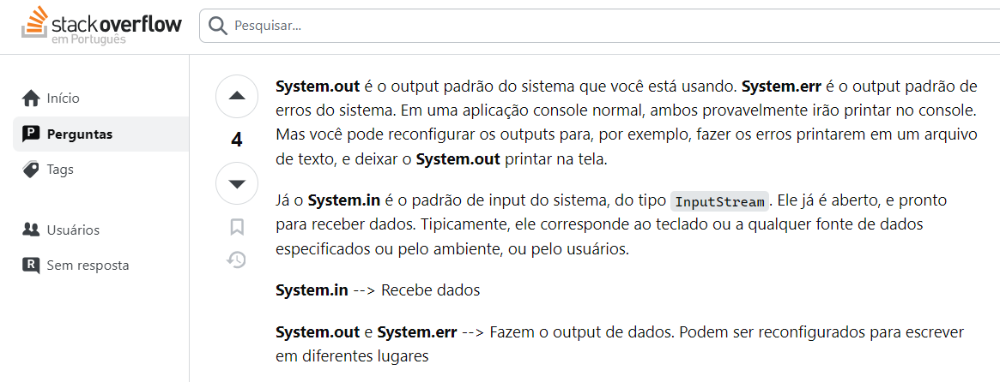 stackoverflow
em Português
Pesquisar...
Início
Perguntas
Tags
Usuários
Sem resposta
4
System.out é o output padrão do sistema que você está usando. System.err é o output padrão de
erros do sistema. Em uma aplicação console normal, ambos provavelmente irão printar no console.
Mas você pode reconfigurar os outputs para, por exemplo, fazer os erros printarem em um arquivo
de texto, e deixar o System.out printar na tela.
Já o System.in é o padrão de input do sistema, do tipo InputStream. Ele já é aberto, e pronto
para receber dados. Tipicamente, ele corresponde ao teclado ou a qualquer fonte de dados
especificados ou pelo ambiente, ou pelo usuários.
System.in --> Recebe dados
System.out e System.err --> Fazem o output de dados. Podem ser reconfigurados para escrever
em diferentes lugares